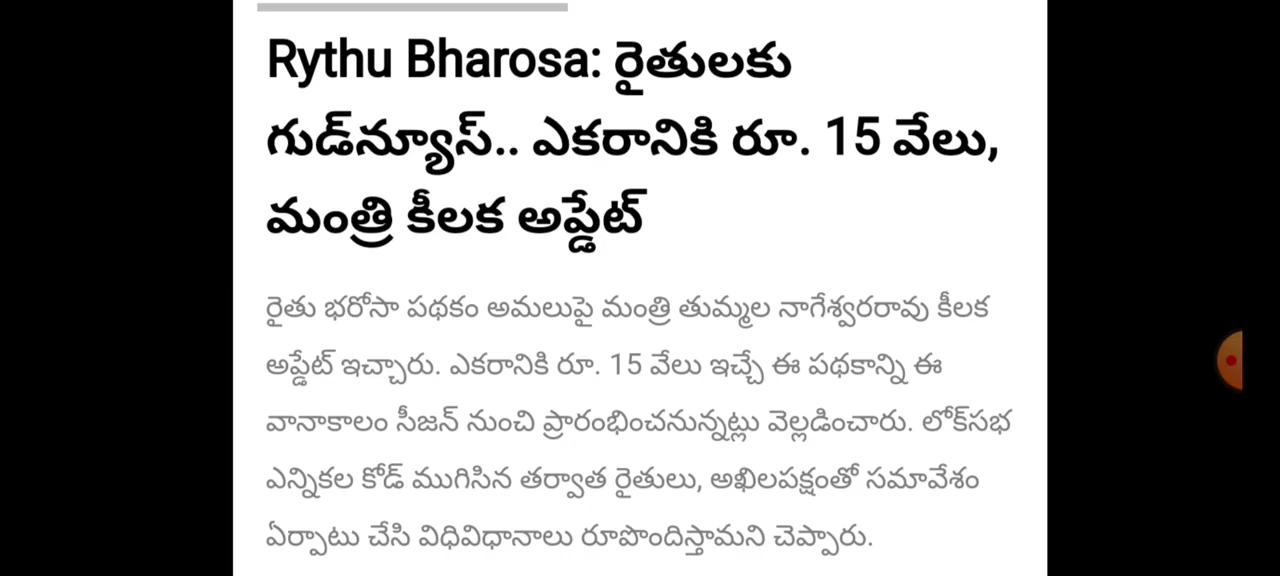 Rythu Bharosa: రైతులకు
గుడ్‌న్యూస్.. ఎకరానికి రూ. 15 వేలు,
మంత్రి కీలక అప్డేట్
రైతు భరోసా పథకం అమలుపై మంత్రి తుమ్మల నాగేశ్వరరావు కీలక
అప్డేట్ ఇచ్చారు. ఎకరానికి రూ. 15 వేలు ఇచ్చే ఈ పథకాన్ని ఈ
వానాకాలం సీజన్ నుంచి ప్రారంభించనున్నట్లు వెల్లడించారు. లోక్‌సభ
ఎన్నికల కోడ్ ముగిసిన తర్వాత రైతులు, అఖిలపక్షంతో సమావేశం
ఏర్పాటు చేసి విధివిధానాలు రూపొందిస్తామని చెప్పారు.